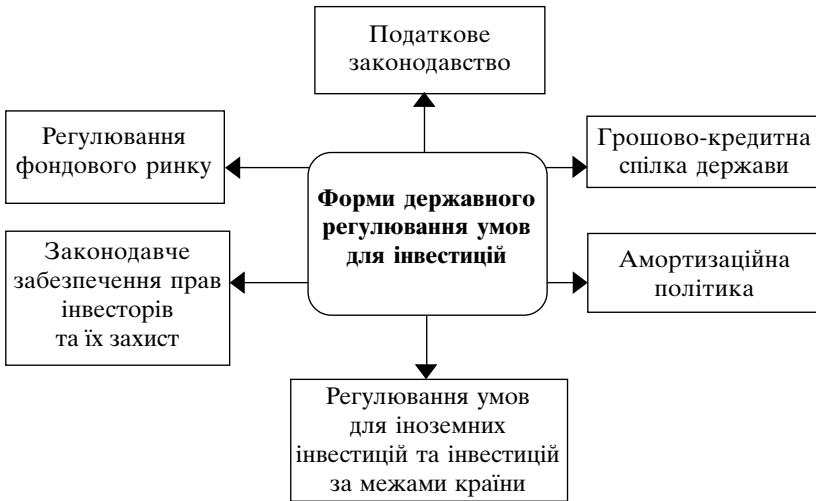 Податкове
законодавство
Регулювання
фондового ринку
Грошово-кредитна
спілка держави
Форми державного
регулювання умов
для інвестицій
Законодавче
забезпечення прав
інвесторів
та їх захист
Амортизаційна
політика
Регулювання умов
для іноземних
інвестицій та інвестицій
за межами країни